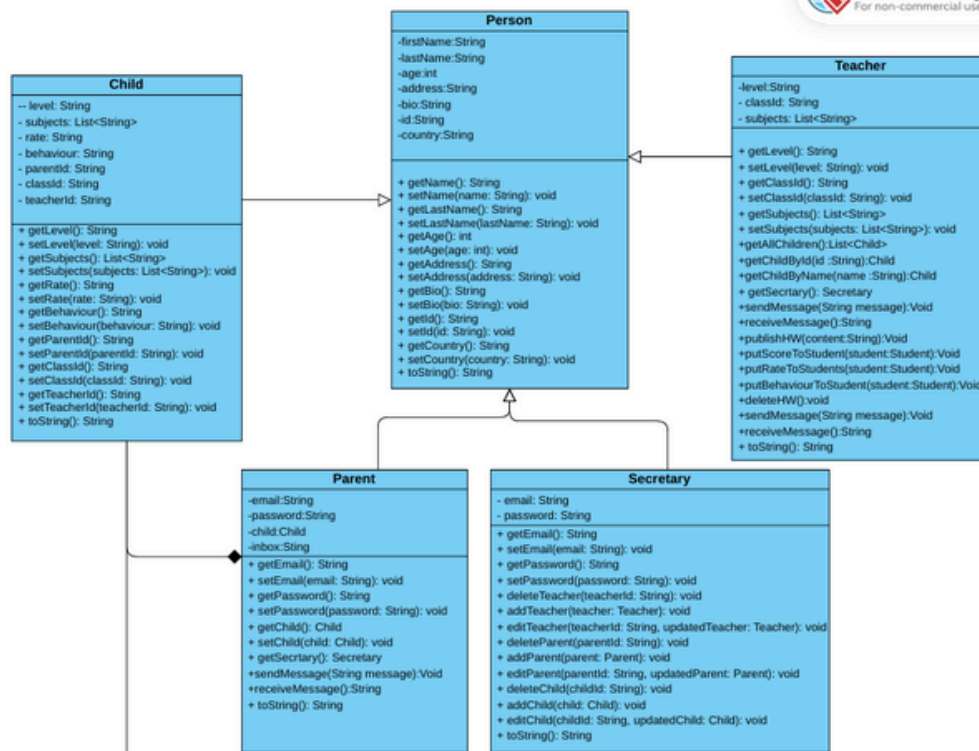 For non-commercial use
Person
-firstName:String
-lastName:String
-age:int
-address:String
-bio:String
-id:String
-country:String
+ getName(): String
+ setName(name: String): void
+ getLastName(): String
+ setLastName(lastName: String): void
+ getAge(): int
+ setAge(age: int): void
+ getAddress(): String
+ setAddress(address: String): void
+ getBio(): String
+ setBio(bio: String): void
+ getId(): String
+ setId(id: String): void
+ getCountry(): String
+ setCountry(country: String): void
+ toString(): String
Child
-- level: String
- subjects: List<String>
- rate: String
- behaviour: String
- parentId: String
- classId: String
- teacherId: String
+ getLevel(): String
+ setLevel(level: String): void
+ getSubjects(): List<String>
+ setSubjects(subjects: List<String>): void
+ getRate(): String
+ setRate(rate: String): void
+ getBehaviour(): String
+ setBehaviour(behaviour: String): void
+ getParentId(): String
+ setParentId(parentId: String): void
+ getClassId(): String
+ setClassId(classId: String): void
+ getTeacherId(): String
+ setTeacherId(teacherId: String): void
+ toString(): String
Teacher
-level:String
- classId: String
- subjects: List<String>
+ getLevel(): String
+ setLevel(level: String): void
+ getClassId(): String
+ setClassId(classId: String): void
+ getSubjects(): List<String>
+ setSubjects(subjects: List<String>): void
+getAllChildren():List<Child>
+getChildById(id :String):Child
+getChildByName(name :String):Child
+ getSecrtary(): Secretary
+sendMessage(String message):Void
+receiveMessage():String
+publishHW(content:String):Void
+putScoreToStudent(student:Student):Void
+putRateToStudents(student:Student):Void
+putBehaviourToStudent(student:Student):Void
+deleteHW():void
+sendMessage(String message):Void
+receiveMessage():String
+ toString(): String
Parent
-email:String
-password:String
-child:Child
-inbox:Sting
+ getEmail(): String
+ setEmail(email: String): void
+ getPassword(): String
+ setPassword(password: String): void
+ getChild(): Child
+ setChild(child: Child): void
+ getSecrtary(): Secretary
+sendMessage(String message):Void
+receiveMessage():String
+ toString(): String
Secretary
- email: String
- password: String
+ getEmail(): String
+ setEmail(email: String): void
+ getPassword(): String
+ setPassword(password: String): void
+ deleteTeacher(teacherId: String): void
+ addTeacher(teacher: Teacher): void
+ editTeacher(teacherId: String, updatedTeacher: Teacher): void
+ deleteParent(parentId: String): void
+ addParent(parent: Parent): void
+ editParent(parentId: String, updatedParent: Parent): void
+ deleteChild(childId: String): void
+ addChild(child: Child): void
+ editChild(childId: String, updatedChild: Child): void
+ toString(): String